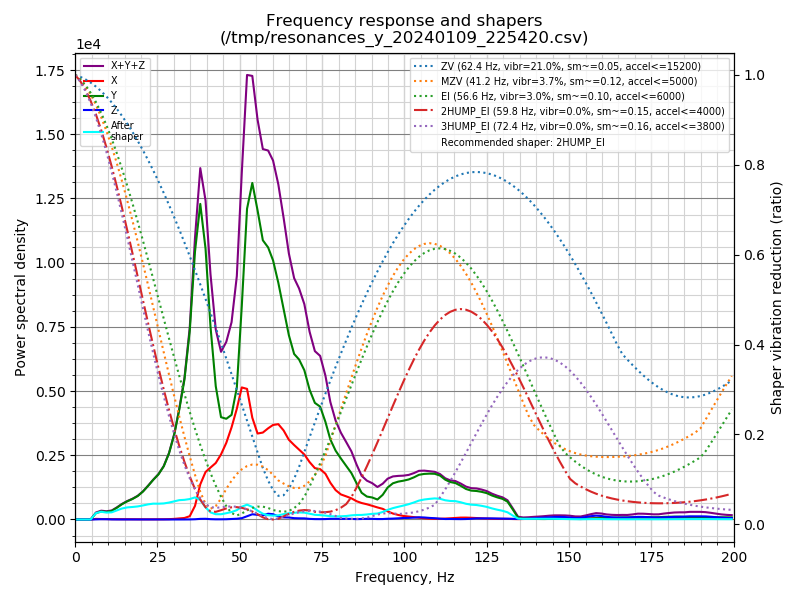 Frequency response and shapers
(/tmp/resonances_y_20240109_225420.csv)
1e4
X+Y+Z
X
Y
Z
After
shaper
ZV (62.4 Hz, vibr=21.0%, sm~=0.05, accel<=15200)
MZV (41.2 Hz, vibr=3.7%, sm~=0.12, accel<=5000)
EI (56.6 Hz, vibr=3.0%, sm~=0.10, accel<=6000)
2HUMP_EI (59.8 Hz, vibr=0.0%, sm~=0.15, accel<=4000)
3HUMP_EI (72.4 Hz, vibr=0.0%, sm~=0.16, accel<=3800)
Recommended shaper: 2HUMP_EI
Power spectral density
1.75
1.50
1.25
1.00
0.75
0.50
0.25
0.00
1.0
0.8
0.6
0.4
0.2
0.0
Shaper vibration reduction (ratio)
0 25 50 75 100 125 150 175 200
Frequency, Hz